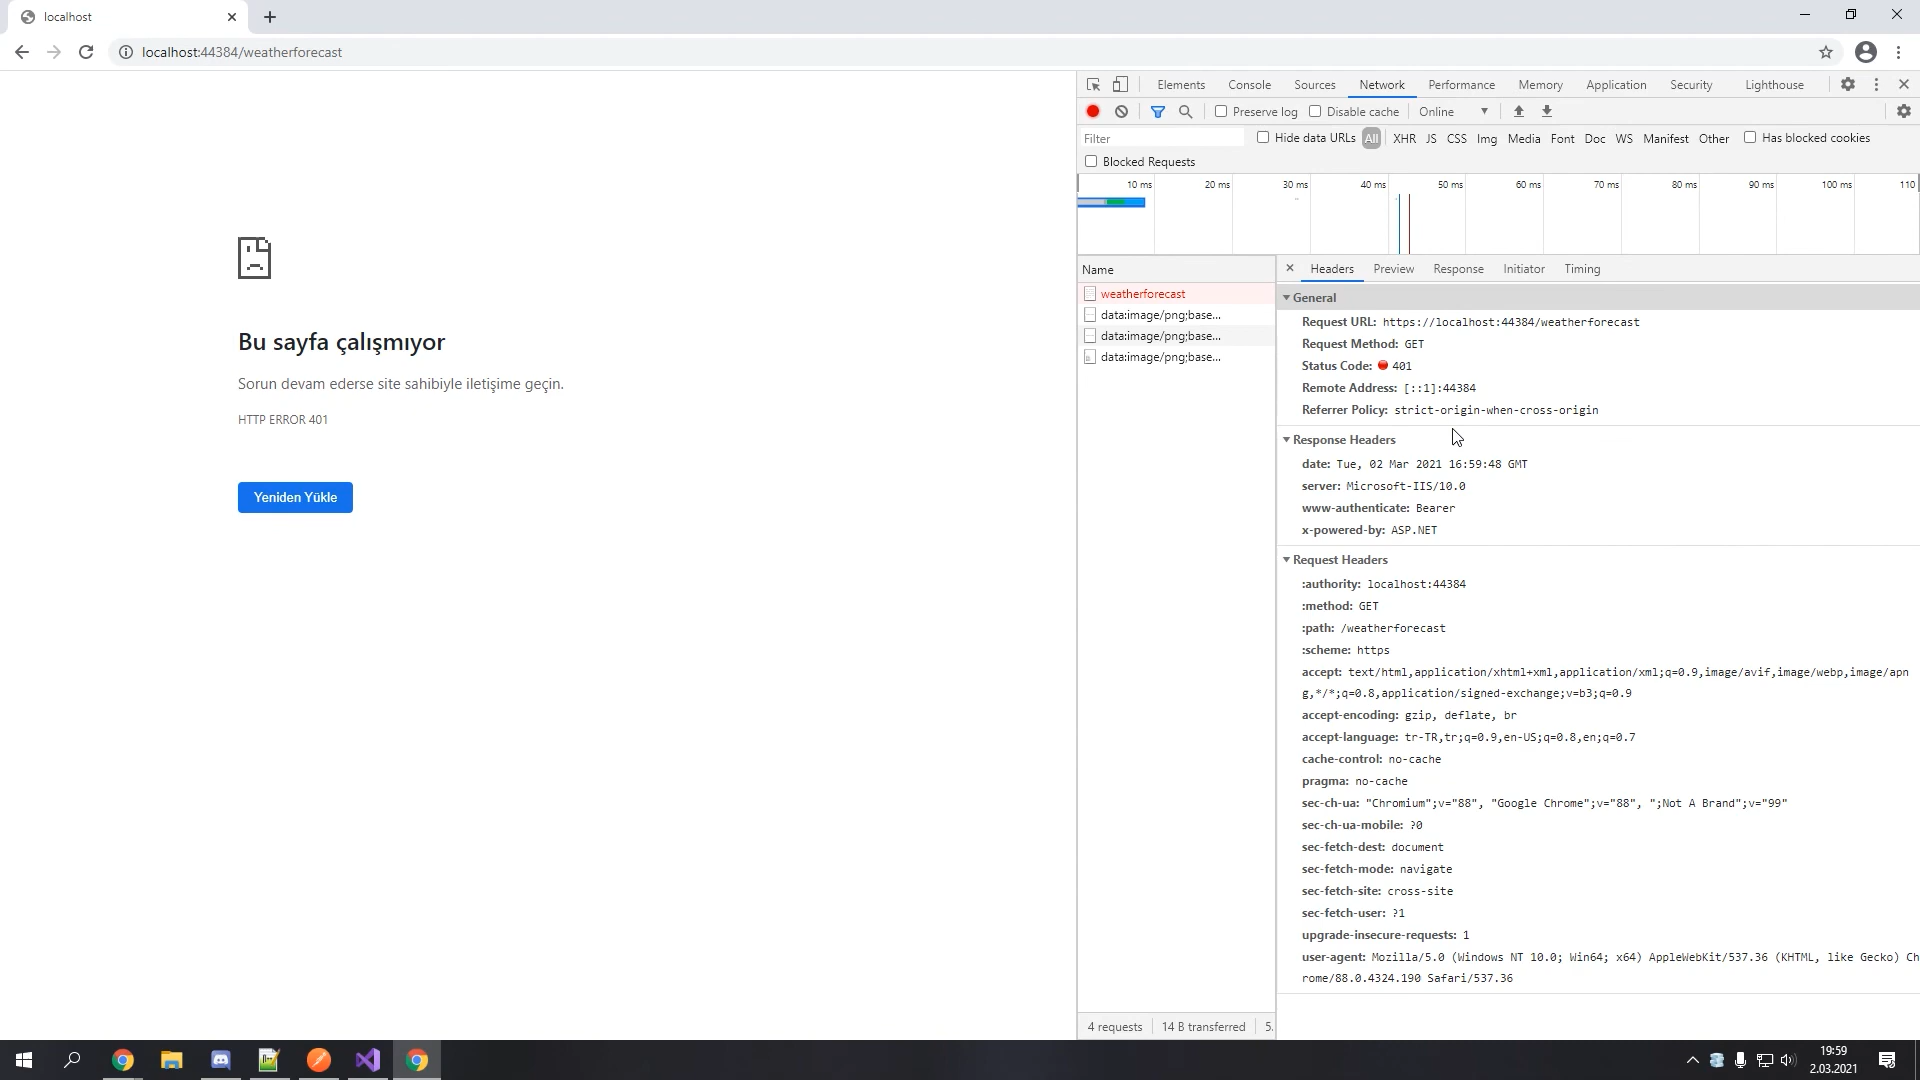 localhost
localhost:44384/weatherforecast
Elements Console Sources Network Performance Memory Application Security Lighthouse
Preserve log Disable cache Online
Filter Hide data URLs All XHR JS CSS Img Media Font Doc WS Manifest Other Has blocked cookies
Blocked Requests
10 ms 20 ms 30 ms 40 ms 50 ms 60 ms 70 ms 80 ms 90 ms 100 ms 110
Bu sayfa çalışmıyor
Sorun devam ederse site sahibiyle iletişime geçin.
HTTP ERROR 401
Yeniden Yükle
Name
weatherforecast
data:image/png;base...
data:image/png;base...
data:image/png;base...
4 requests 14 B transferred 5.
Headers Preview Response Initiator Timing
General
Request URL: https://localhost:44384/weatherforecast
Request Method: GET
Status Code: 401
Remote Address: [::1]:44384
Referrer Policy: strict-origin-when-cross-origin
Response Headers
date: Tue, 02 Mar 2021 16:59:48 GMT
server: Microsoft-IIS/10.0
www-authenticate: Bearer
x-powered-by: ASP.NET
Request Headers
:authority: localhost:44384
:method: GET
:path: /weatherforecast
:scheme: https
accept: text/html,application/xhtml+xml,application/xml;q=0.9,image/avif,image/webp,image/apn
g,*/*;q=0.8,application/signed-exchange;v=b3;q=0.9
accept-encoding: gzip, deflate, br
accept-language: tr-TR,tr;q=0.9,en-US;q=0.8,en;q=0.7
cache-control: no-cache
pragma: no-cache
sec-ch-ua: "Chromium";v="88", "Google Chrome";v="88", ";Not A Brand";v="99"
sec-ch-ua-mobile: ?0
sec-fetch-dest: document
sec-fetch-mode: navigate
sec-fetch-site: cross-site
sec-fetch-user: ?1
upgrade-insecure-requests: 1
user-agent: Mozilla/5.0 (Windows NT 10.0; Win64; x64) AppleWebKit/537.36 (KHTML, like Gecko) Ch
rome/88.0.4324.190 Safari/537.36
19:59
2.03.2021